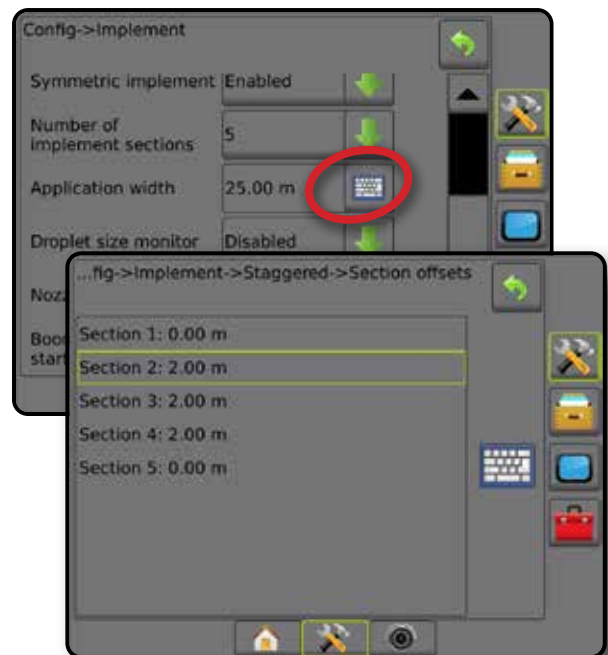 Config->Implement
Symmetric implement Enabled
Number of
implement sections 5
Application width 25.00 m
Droplet size monitor Disabled
...fig->Implement->Staggered->Section offsets
Section 1: 0.00 m
Section 2: 2.00 m
Section 3: 2.00 m
Section 4: 2.00 m
Section 5: 0.00 m